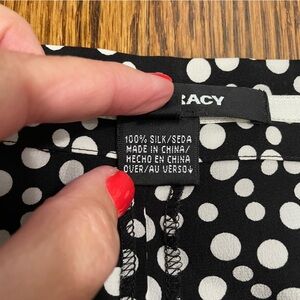 RACY
100% SILK/SEDA
MADE IN CHINA/
HECHO EN CHINA
OVER/AU VERSO↓